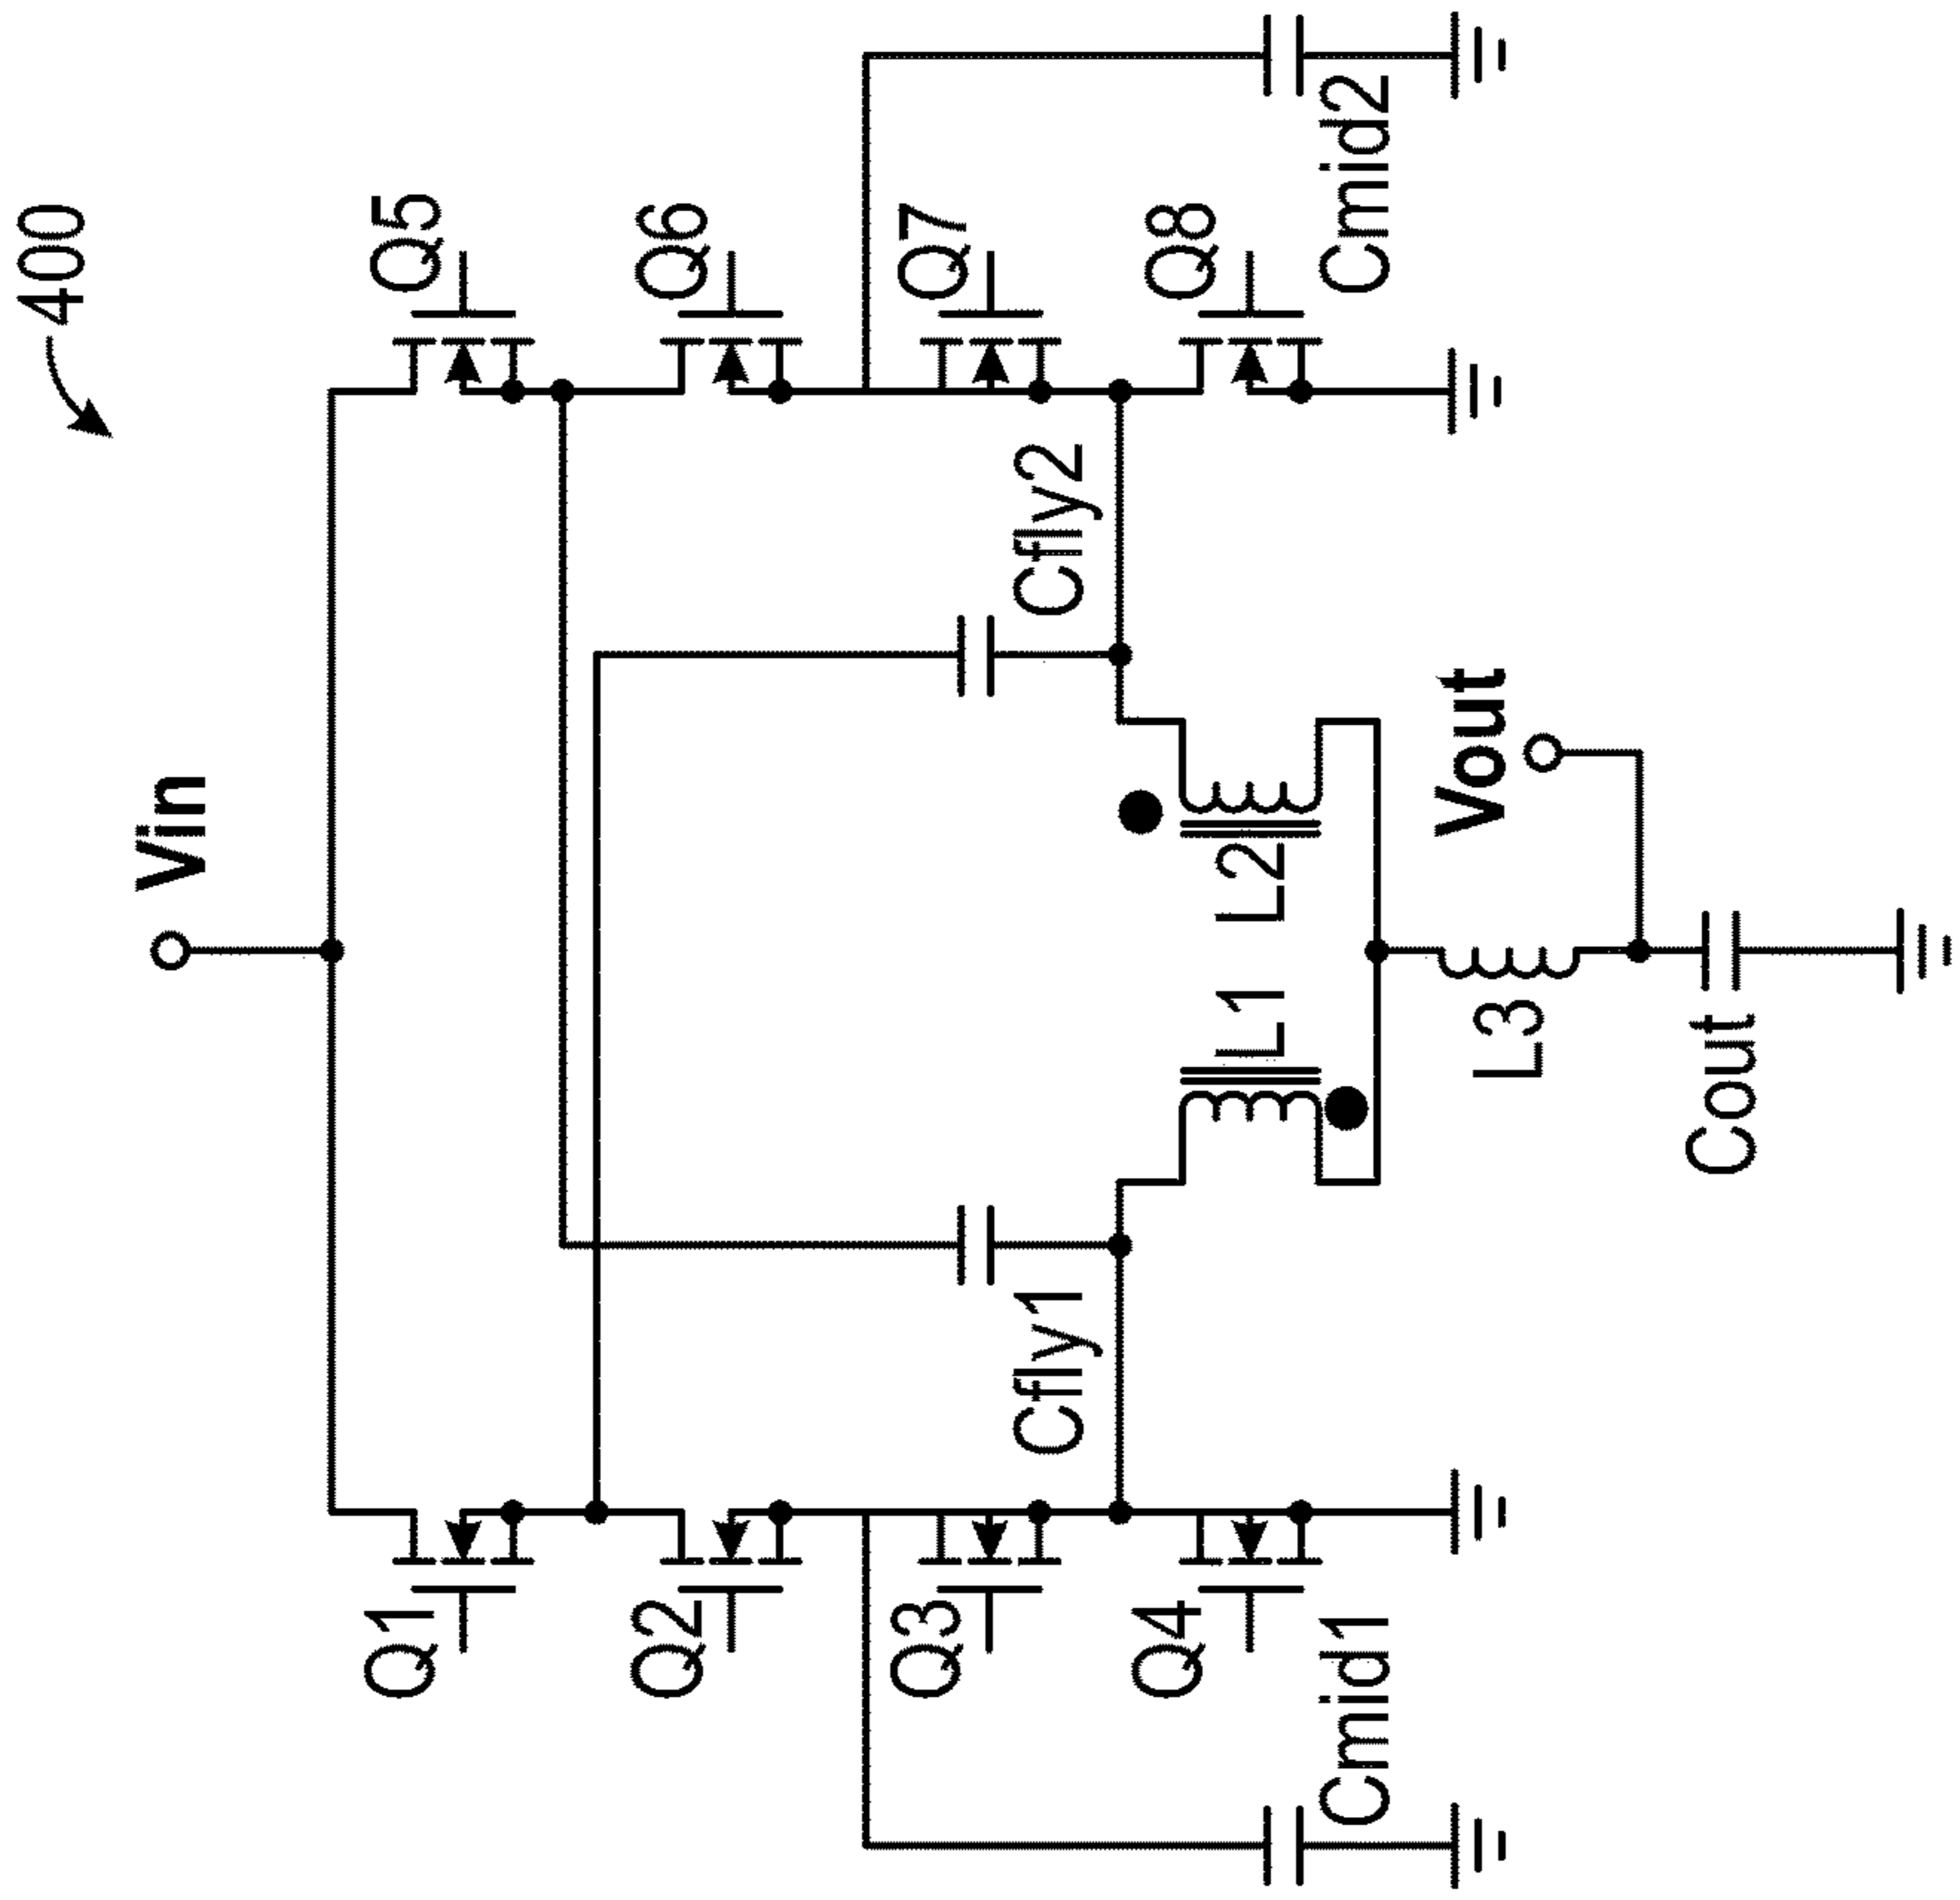 400
Vin
Q1
Q5
Q2
Q6
Q3
Q7
Cfly1
Cfly2
Q4
Q8
L1
L2
Cmid1
Cmid2
L3
Vout
Cout